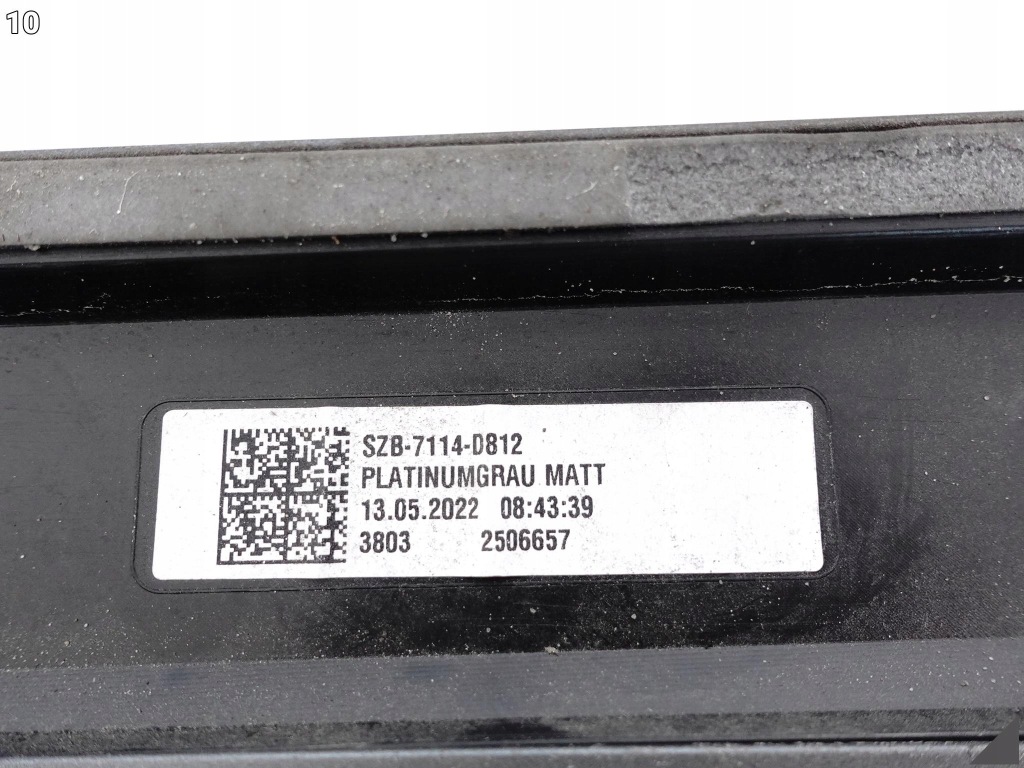 10
SZB-7114-D812
PLATINUMGRAU MATT
13.05.2022 08:43:39
3803 2506657